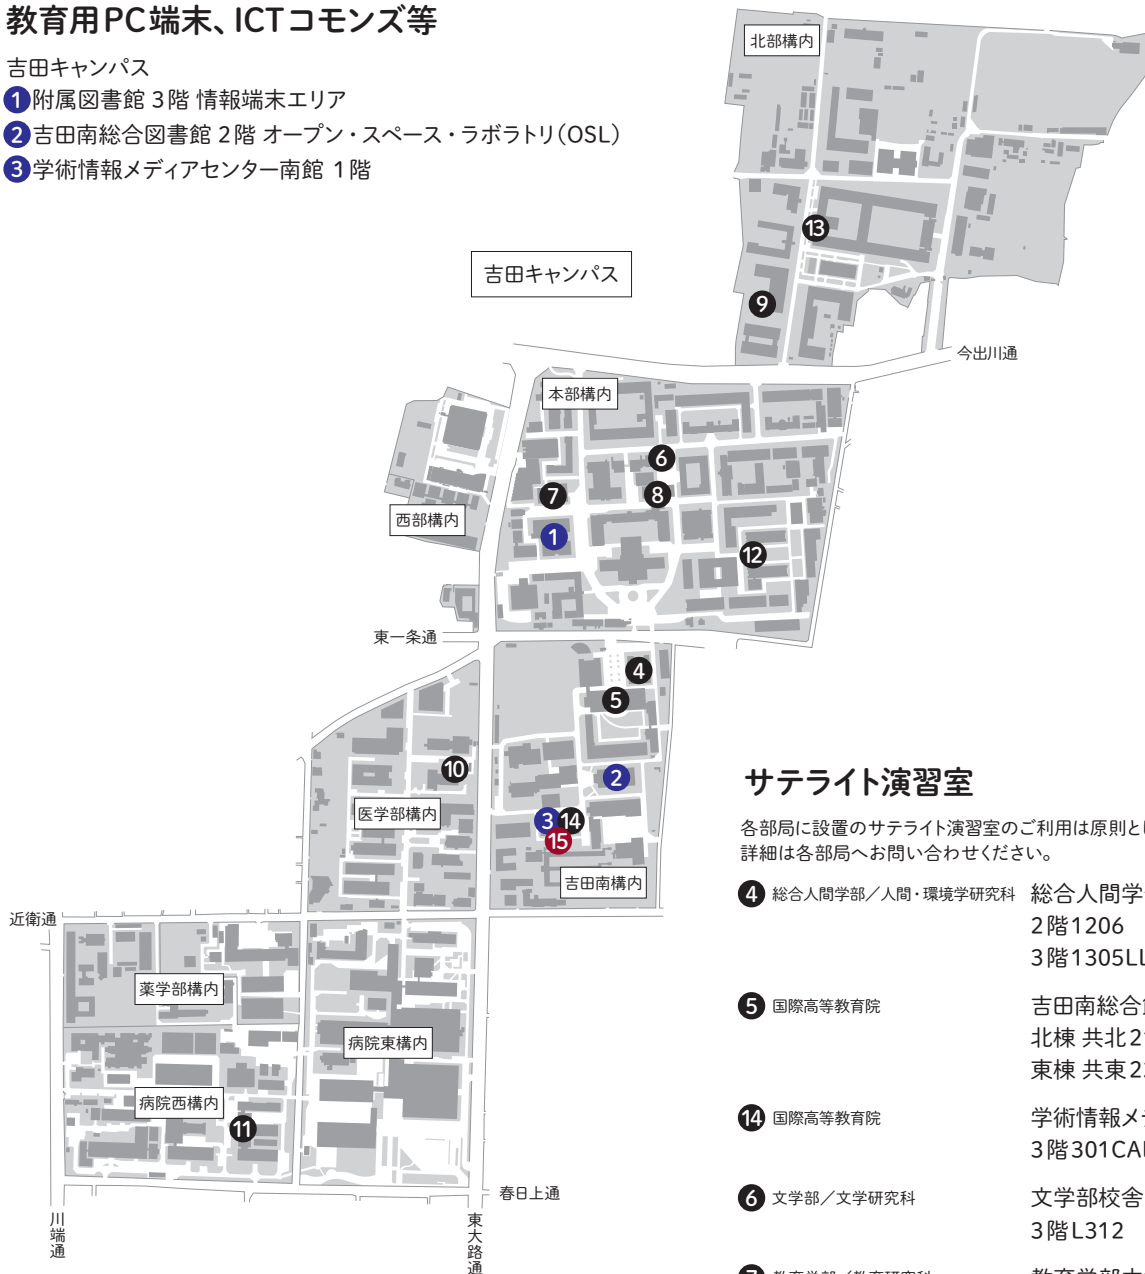 教育用PC端末、ICTコモンズ等
吉田キャンパス
1 附属図書館 3階 情報端末エリア
2 吉田南総合図書館 2階 オープン・スペース・ラボラトリ(OSL)
3 学術情報メディアセンター南館 1階
吉田キャンパス
北部構内
13
9
今出川通
本部構内
6
7
8
西部構内
1
12
東一条通
4
5
10
2
医学部構内
3
14
15
吉田南構内
近衛通
薬学部構内
病院東構内
病院西構内
11
春日上通
川端通
東大路通
サテライト演習室
各部局に設置のサテライト演習室のご利用は原則と
詳細は各部局へお問い合わせください。
4 総合人間学部/人間・環境学研究科 総合人間学
2階1206
3階1305L
5 国際高等教育院 吉田南総合
北棟 共北2
東棟 共東2
14 国際高等教育院 学術情報メ
3階301CA
6 文学部/文学研究科 文学部校舎
3階L312